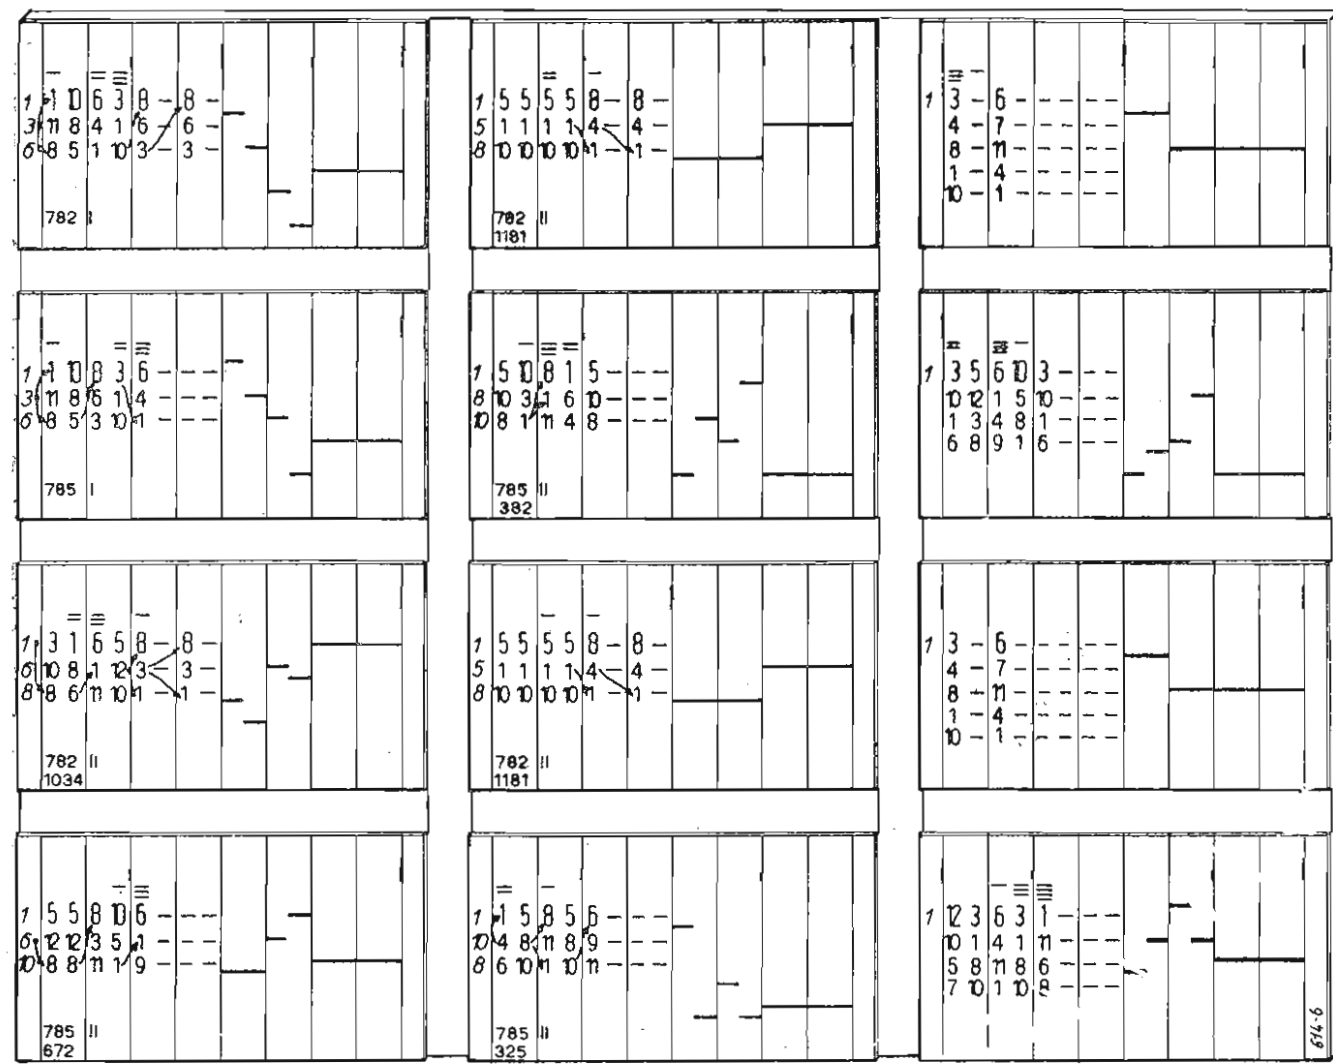 1 1 10 6 3 8 – 8 –
3 11 8 4 1 6 – 6 –
6 8 5 1 10 3 – 3 –
782 I
1 5 5 5 5 8 – 8 –
5 1 1 1 1 4 – 4 –
8 10 10 10 10 1 – 1 –
782 II
1181
1 3 – 6 – – – – –
4 – 7 – – – – –
8 – 11 – – – – –
1 – 4 – – – – –
10 – 1 – – – – –
1 1 10 8 3 6 – – –
3 11 8 6 1 4 – – –
6 8 5 3 10 1 – – –
785 I
1 5 10 8 1 5 – – –
8 10 3 1 6 10 – – –
10 8 1 11 4 8 – – –
785 II
382
1 3 5 6 10 3 – – –
10 12 1 5 10 – – –
1 3 4 8 1 – – –
6 8 9 1 6 – – –
1 3 1 6 5 8 – 8 –
6 10 8 1 12 3 – 3 –
8 8 6 11 10 1 – 1 –
782 II
1034
1 5 5 5 5 8 – 8 –
5 1 1 1 1 4 – 4 –
8 10 10 10 10 1 – 1 –
782 II
1181
1 3 – 6 – – – – –
4 – 7 – – – – –
8 – 11 – – – – –
1 – 4 – – – – –
10 – 1 – – – – –
1 5 5 8 10 6 – – –
6 12 12 3 5 1 – – –
10 8 8 11 1 9 – – –
785 II
672
1 1 5 8 5 6 – – –
10 4 8 11 8 9 – – –
8 6 10 1 10 11 – – –
785 II
325
1 12 3 6 3 1 – – –
10 1 4 1 11 – – –
5 8 11 8 6 – – –
7 10 1 10 8 – – –
614-6